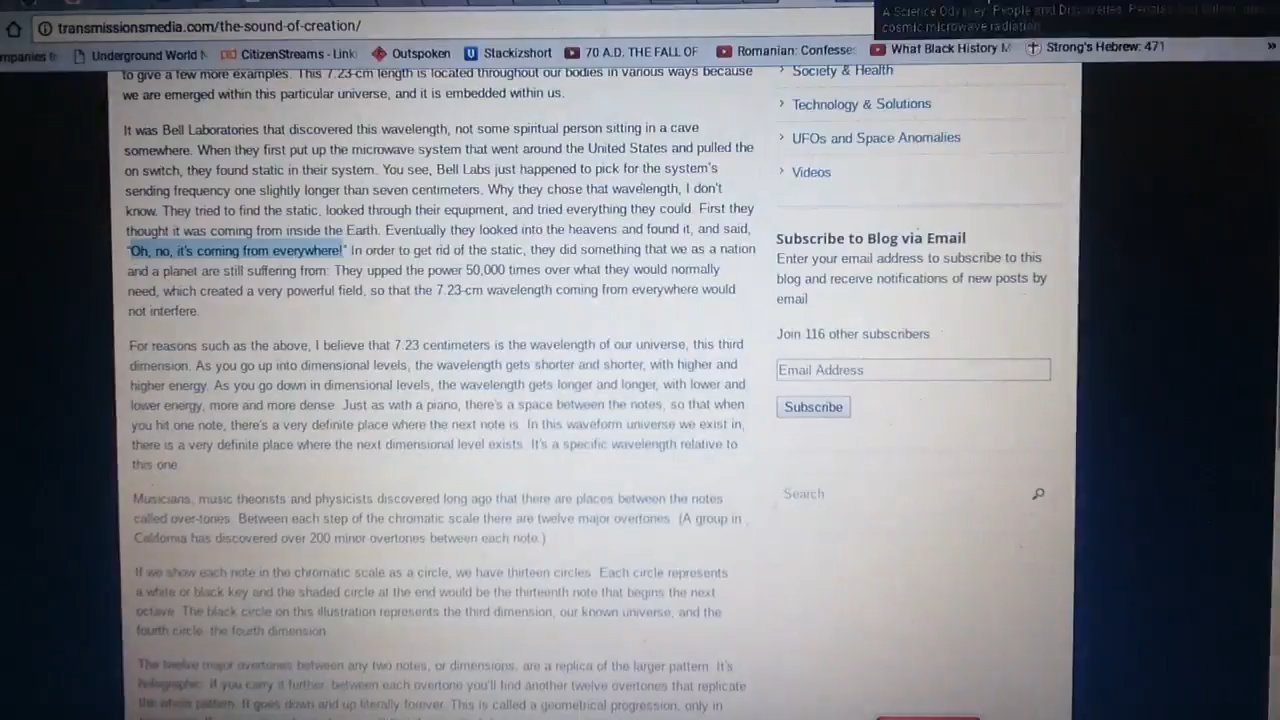 A Science Odyssey: People and Discoveries: Penzias and
cosmic microwave radiation
transmissionsmedia.com/the-sound-of-creation/
mpanies
Underground World N
CitizenStreams - Link
Outspoken
Stackizshort
70 A.D. THE FALL OF
Romanian: Confesse
What Black History M
Strong's Hebrew: 471
»
to give a few more examples. This 7.23-cm length is located throughout our bodies in various ways because
we are emerged within this particular universe, and it is embedded within us.
It was Bell Laboratories that discovered this wavelength, not some spiritual person sitting in a cave
somewhere. When they first put up the microwave system that went around the United States and pulled the
on switch, they found static in their system. You see, Bell Labs just happened to pick for the system's
sending frequency one slightly longer than seven centimeters. Why they chose that wavelength, I don't
know. They tried to find the static, looked through their equipment, and tried everything they could. First they
thought it was coming from inside the Earth. Eventually they looked into the heavens and found it, and said,
"Oh, no, it's coming from everywhere!" In order to get rid of the static, they did something that we as a nation
and a planet are still suffering from: They upped the power 50,000 times over what they would normally
need, which created a very powerful field, so that the 7.23-cm wavelength coming from everywhere would
not interfere.
For reasons such as the above, I believe that 7.23 centimeters is the wavelength of our universe, this third
dimension. As you go up into dimensional levels, the wavelength gets shorter and shorter, with higher and
higher energy. As you go down in dimensional levels, the wavelength gets longer and longer, with lower and
lower energy, more and more dense. Just as with a piano, there's a space between the notes, so that when
you hit one note, there's a very definite place where the next note is. In this waveform universe we exist in,
there is a very definite place where the next dimensional level exists. It's a specific wavelength relative to
this one.
Musicians, music theorists and physicists discovered long ago that there are places between the notes
called over-tones. Between each step of the chromatic scale there are twelve major overtones. (A group in
California has discovered over 200 minor overtones between each note.)
If we show each note in the chromatic scale as a circle, we have thirteen circles. Each circle represents
a white or black key and the shaded circle at the end would be the thirteenth note that begins the next
octave. The black circle on this illustration represents the third dimension, our known universe, and the
fourth circle, the fourth dimension.
The twelve major overtones between any two notes, or dimensions, are a replica of the larger pattern. It's
holographic. If you carry it further, between each overtone you'll find another twelve overtones that replicate
the whole pattern. It goes down and up literally forever. This is called a geometrical progression, only in
Society & Health
Technology & Solutions
UFOs and Space Anomalies
Videos
Subscribe to Blog via Email
Enter your email address to subscribe to this
blog and receive notifications of new posts by
email
Join 116 other subscribers
Email Address
Subscribe
Search